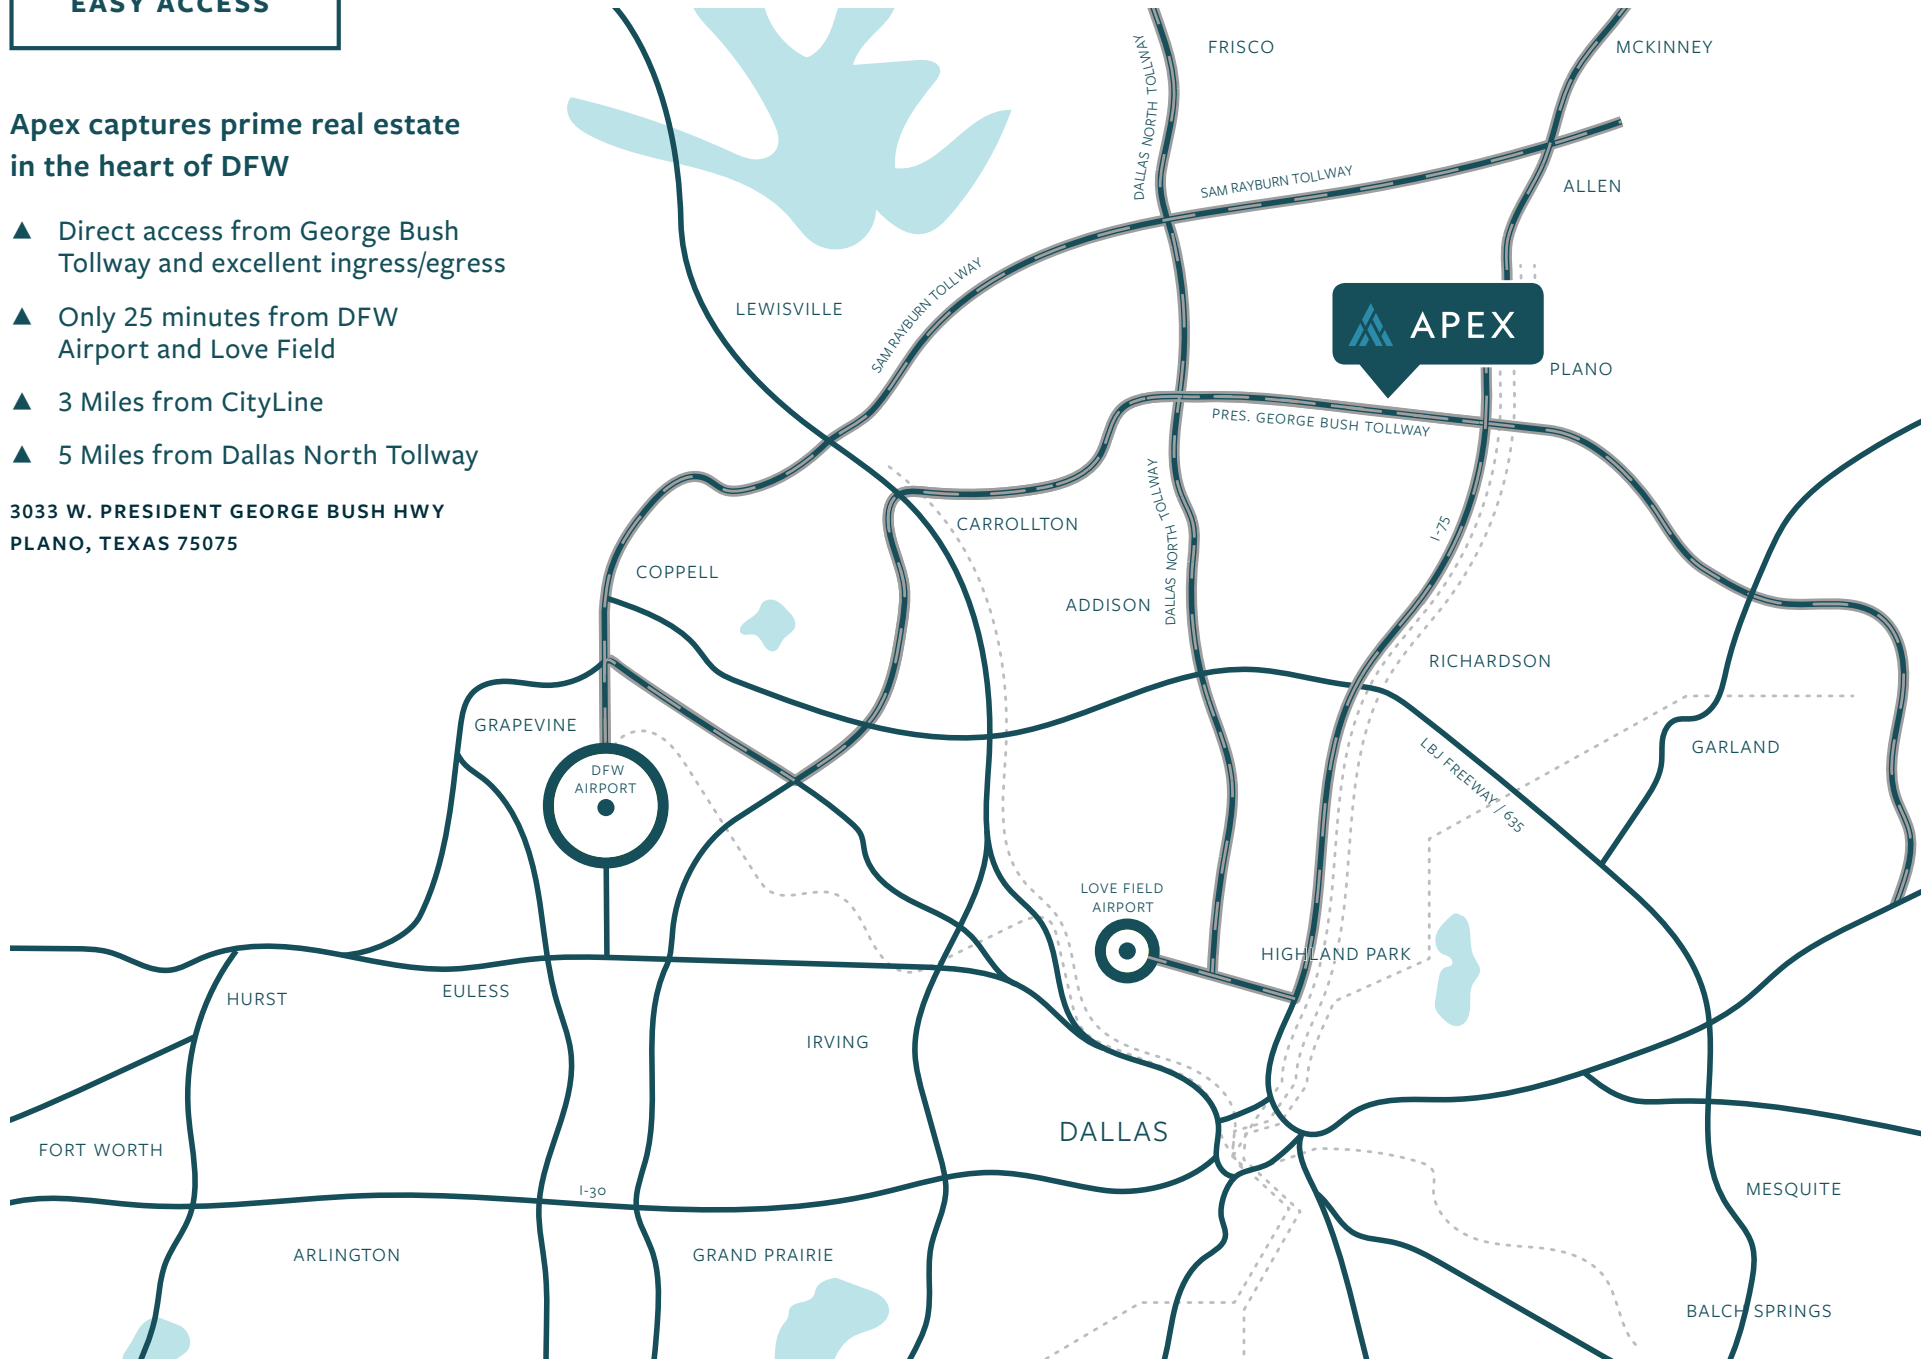 EASY ACCESS
Apex captures prime real estate
in the heart of DFW
▲ Direct access from George Bush
Tollway and excellent ingress/egress
▲ Only 25 minutes from DFW
Airport and Love Field
▲ 3 Miles from CityLine
▲ 5 Miles from Dallas North Tollway
3033 W. PRESIDENT GEORGE BUSH HWY
PLANO, TEXAS 75075
FRISCO
MCKINNEY
DALLAS NORTH TOLLWAY
SAM RAYBURN TOLLWAY
ALLEN
SAM RAYBURN TOLLWAY
LEWISVILLE
APEX
PLANO
PRES. GEORGE BUSH TOLLWAY
CARROLLTON
DALLAS NORTH TOLLWAY
I-75
COPPELL
ADDISON
RICHARDSON
GRAPEVINE
GARLAND
DFW
AIRPORT
LBJ FREEWAY / 635
LOVE FIELD
AIRPORT
HIGHLAND PARK
HURST
EULESS
IRVING
DALLAS
FORT WORTH
I-30
MESQUITE
ARLINGTON
GRAND PRAIRIE
BALCH SPRINGS